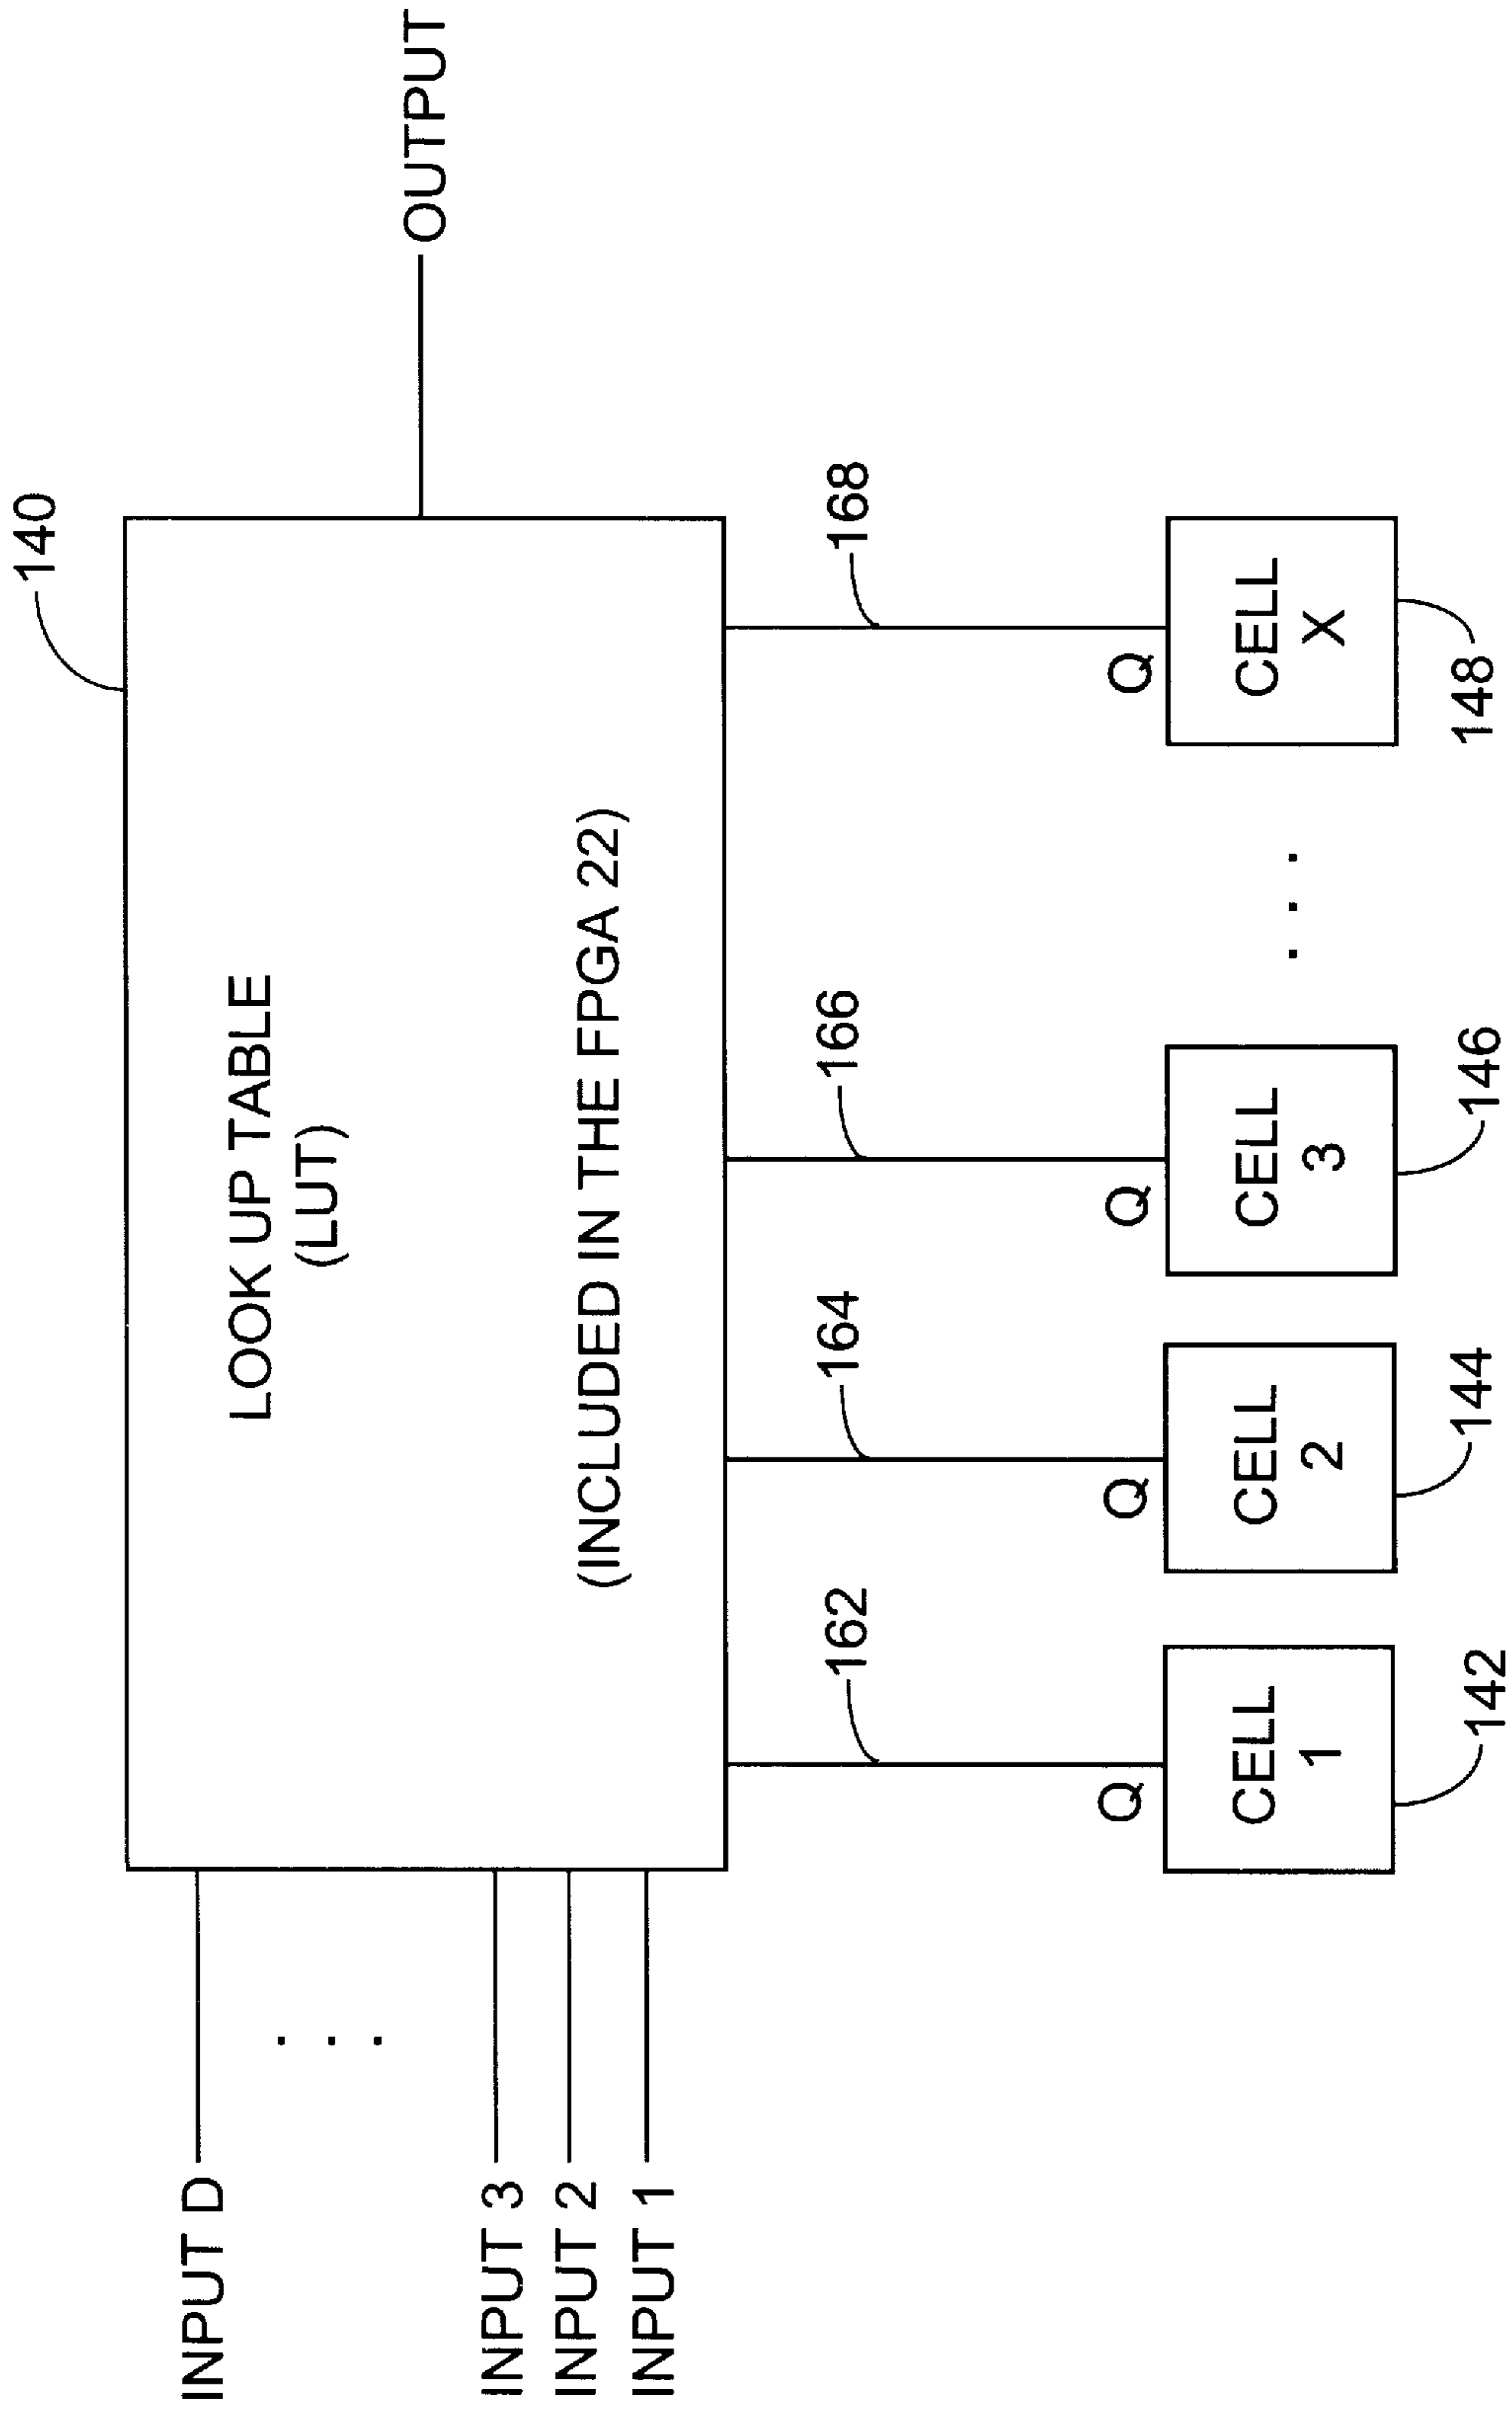 140
LOOK UP TABLE
(LUT)
(INCLUDED IN THE FPGA 22)
INPUT D
. . .
INPUT 3
INPUT 2
INPUT 1
OUTPUT
162
164
166
168
Q
Q
Q
Q
CELL
1
CELL
2
CELL
3
. . .
CELL
X
142
144
146
148